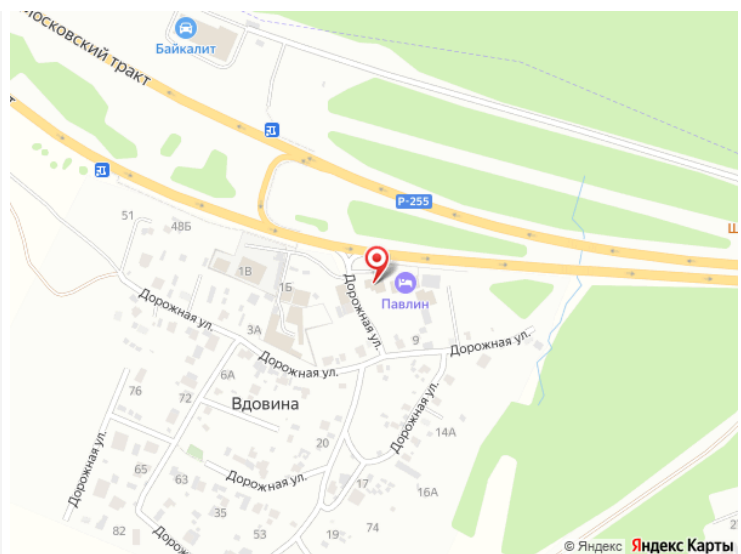 Московский тракт
Байкалит
Р-255
51
48Б
1В
1Б
Дорожная ул.
Павлин
Дорожная ул.
3А
9
Дорожная ул.
Дорожная ул.
6А
76
72
Вдовина
Дорожная ул.
14А
20
Дорожная ул.
65
63
17
Дорожная ул.
16А
35
53
19
74
82
© Яндекс Яндекс Карты